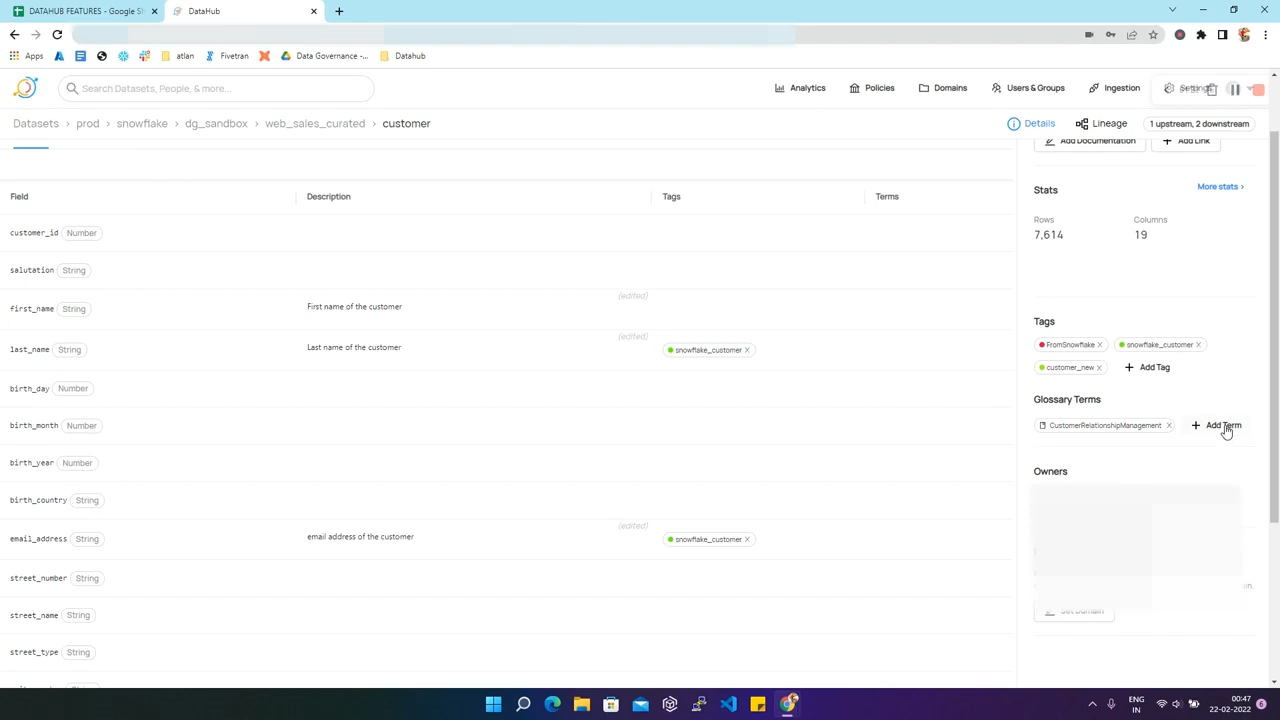 DATAHUB FEATURES - Google Sh
DataHub
Apps
atlan
Fivetran
Data Governance -...
Datahub
Search Datasets, People, & more...
Analytics
Policies
Domains
Users & Groups
Ingestion
Settings
Datasets > prod > snowflake > dg_sandbox > web_sales_curated > customer
Details
Lineage
1 upstream, 2 downstream
Add Documentation
Add Link
Stats
More stats >
Rows
Columns
7,614
19
Field
Description
Tags
Terms
customer_id Number
salutation String
first_name String
First name of the customer
(edited)
last_name String
Last name of the customer
(edited)
snowflake_customer
birth_day Number
birth_month Number
birth_year Number
birth_country String
email_address String
email address of the customer
(edited)
snowflake_customer
street_number String
street_name String
street_type String
Tags
FromSnowflake
snowflake_customer
customer_new
Add Tag
Glossary Terms
CustomerRelationshipManagement
Add Term
Owners
Set Domain
ENG
IN
00:47
22-02-2022
6